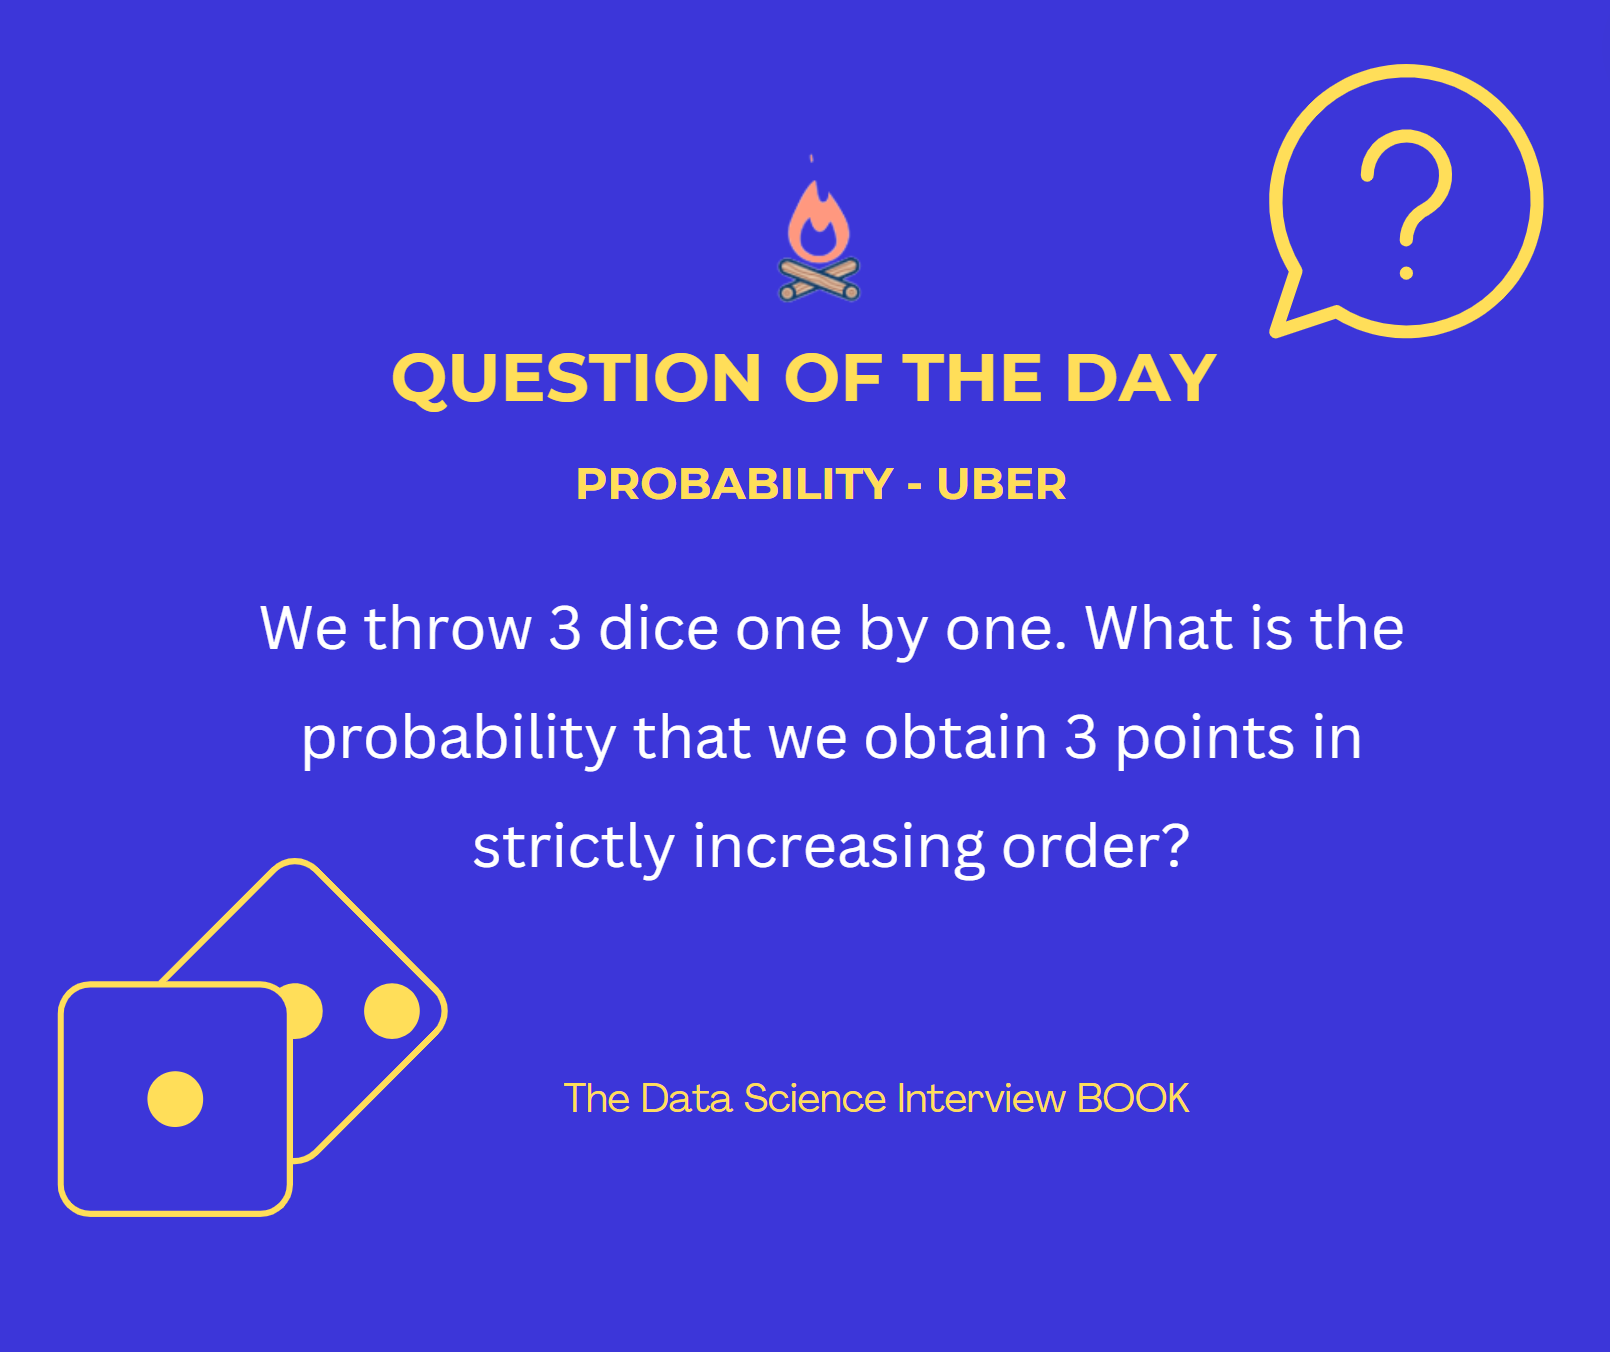 QUESTION OF THE DAY
PROBABILITY - UBER
We throw 3 dice one by one. What is the
probability that we obtain 3 points in
strictly increasing order?
The Data Science Interview BOOK